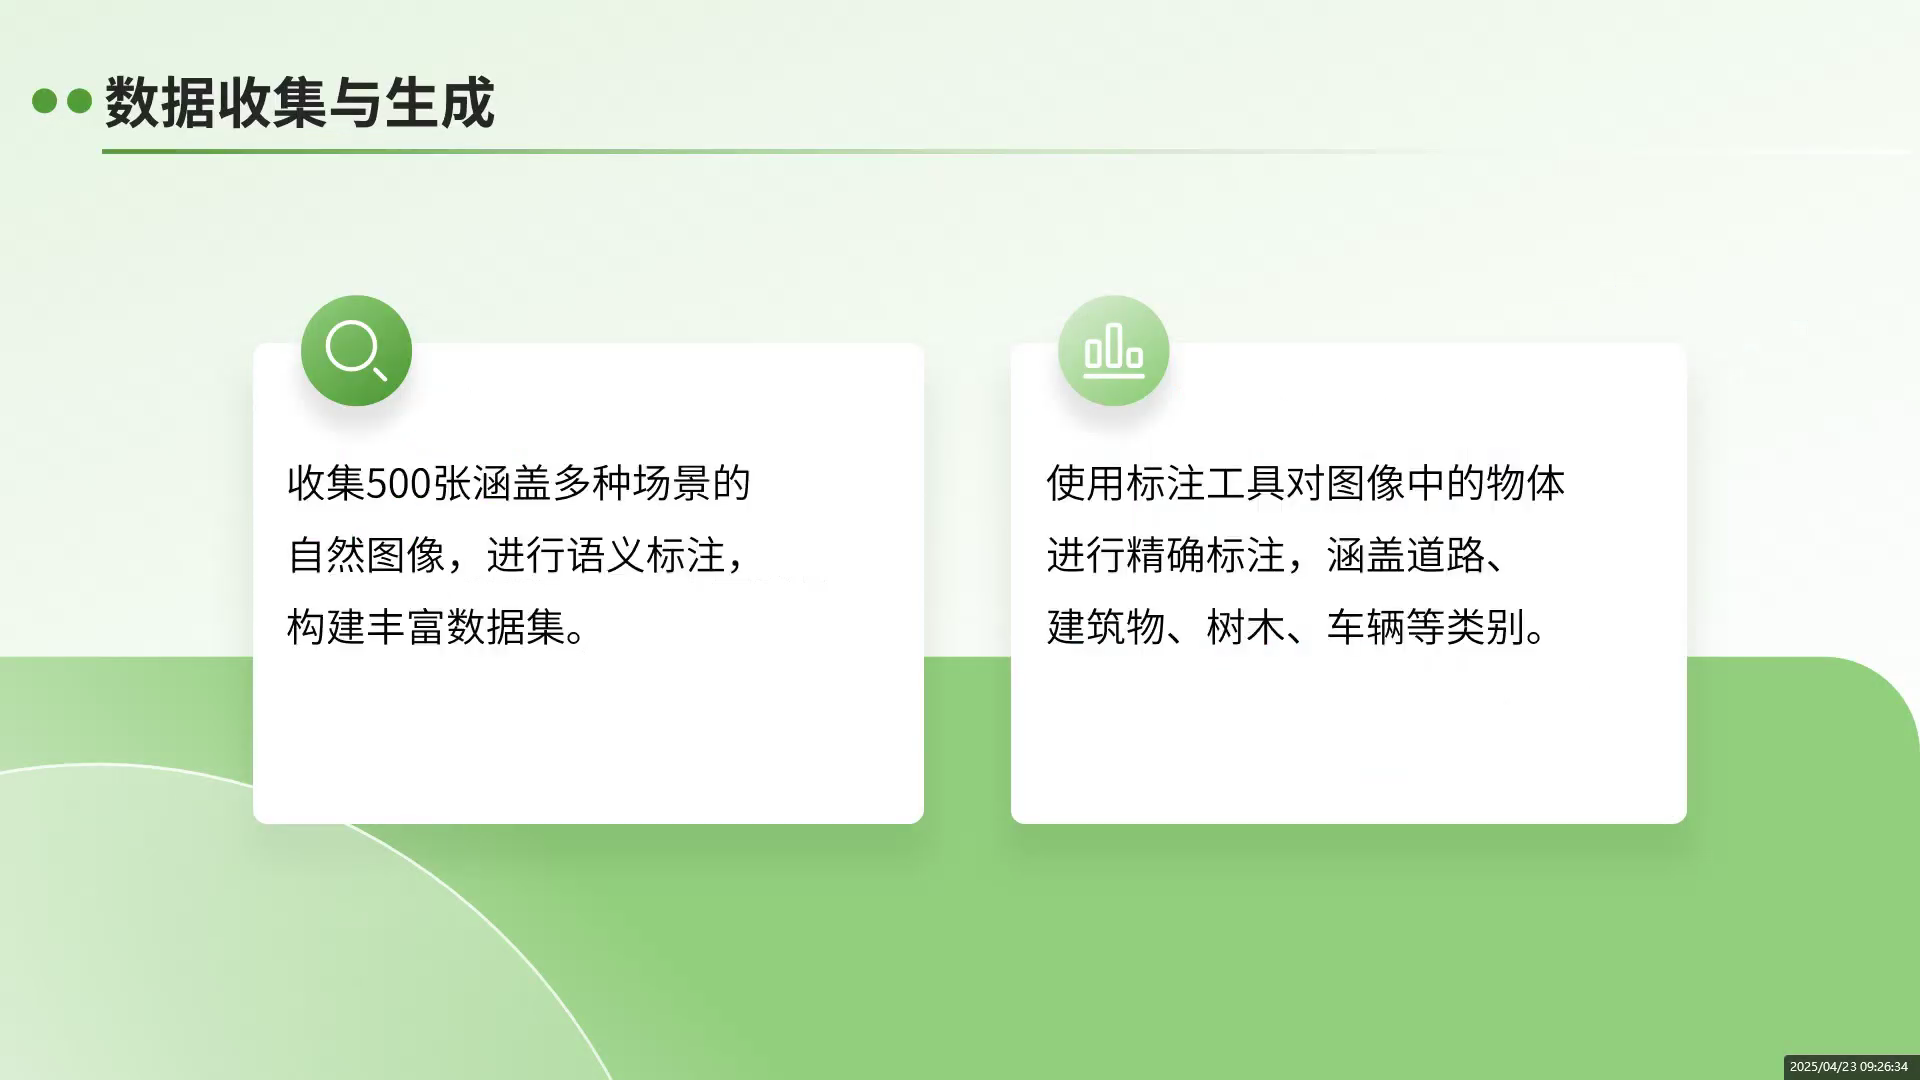 数据收集与生成
收集500张涵盖多种场景的
自然图像，进行语义标注，
构建丰富数据集。
使用标注工具对图像中的物体
进行精确标注，涵盖道路、
建筑物、树木、车辆等类别。
2025/04/23 09:26:34